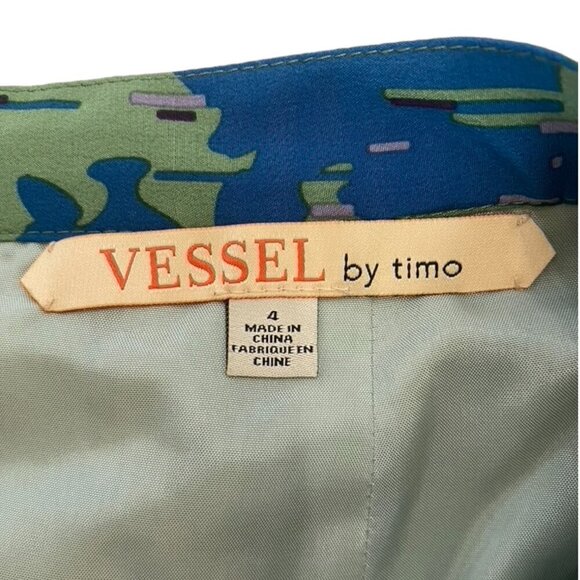 VESSEL by timo
4
MADE IN
CHINA
FABRIQUE EN
CHINE